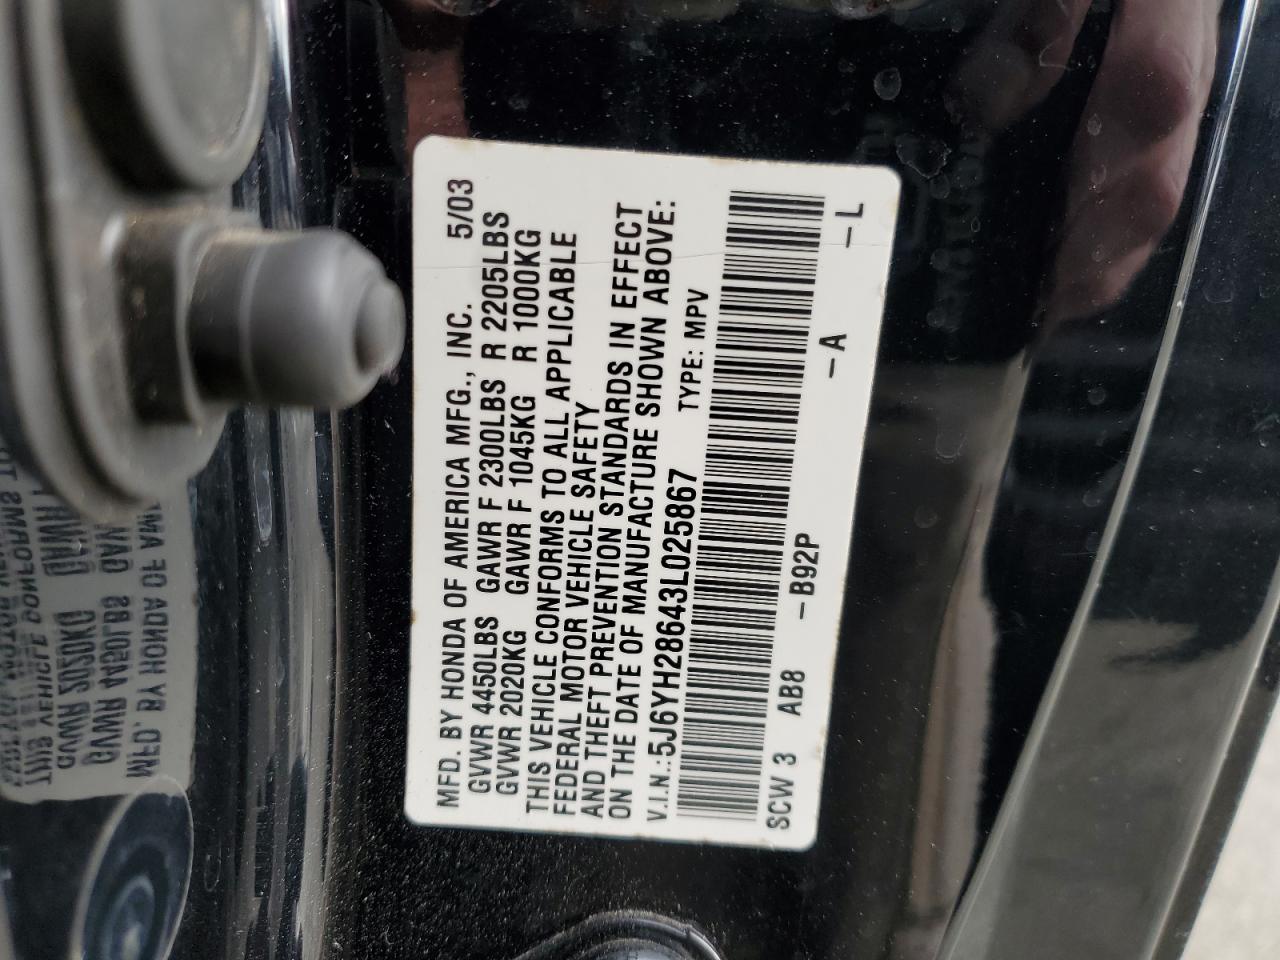 MFD. BY HONDA OF AMERICA MFG., INC. 5/03
GVWR 4450LBS GAWR F 2300LBS R 2205LBS
GVWR 2020KG GAWR F 1045KG R 1000KG
THIS VEHICLE CONFORMS TO ALL APPLICABLE
FEDERAL MOTOR VEHICLE SAFETY
AND THEFT PREVENTION STANDARDS IN EFFECT
ON THE DATE OF MANUFACTURE SHOWN ABOVE:
V.I.N.: 5J6YH28643L025867 TYPE: MPV
SCW 3 AB8 –B92P –A –L